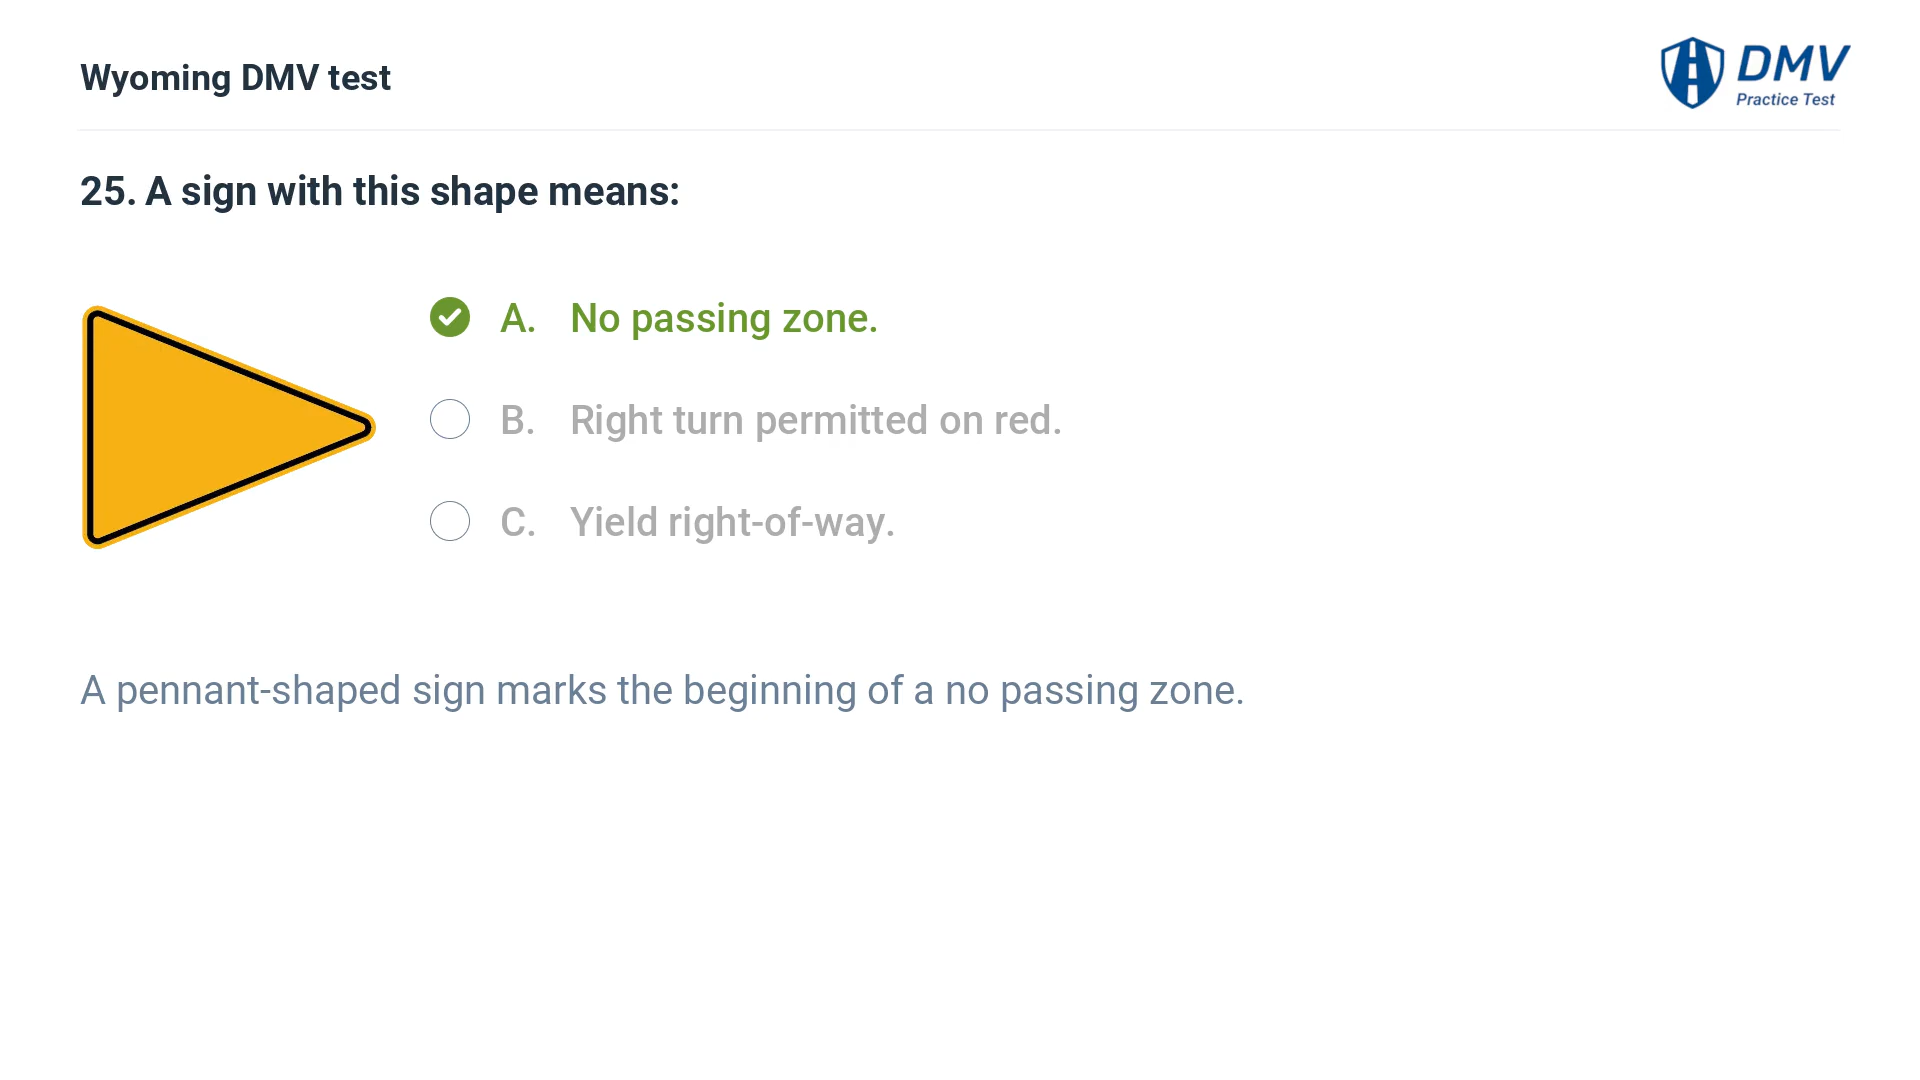 Wyoming DMV test
DMV
Practice Test
25. A sign with this shape means:
A. No passing zone.
B. Right turn permitted on red.
C. Yield right-of-way.
A pennant-shaped sign marks the beginning of a no passing zone.